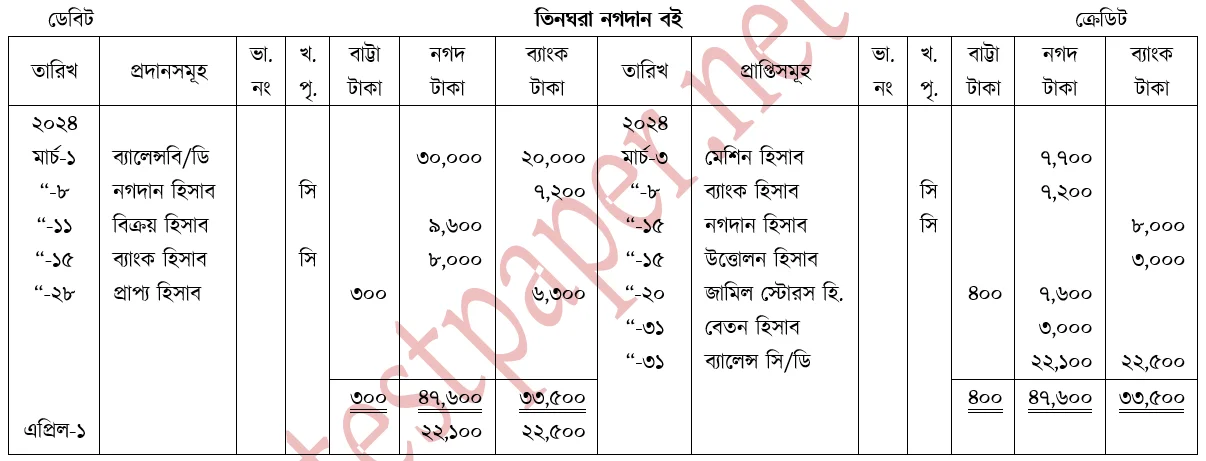 ডেবিট তিনঘরা নগদান বই ক্রেডিট
তারিখ প্রদানসমূহ ভা. নং খ. পৃ. বাট্টা টাকা নগদ টাকা ব্যাংক টাকা তারিখ প্রাপ্তিসমূহ ভা. নং খ. পৃ. বাট্টা টাকা নগদ টাকা ব্যাংক টাকা
২০২৪ ২০২৪
মার্চ-১ ব্যালেন্সবি/ডি ৩০,০০০ ২০,০০০ মার্চ-৩ মেশিন হিসাব ৭,৭০০
“-৮ নগদান হিসাব সি ৭,২০০ “-৮ ব্যাংক হিসাব সি ৭,২০০
“-১১ বিক্রয় হিসাব ৯,৬০০ “-১৫ নগদান হিসাব সি ৮,০০০
“-১৫ ব্যাংক হিসাব সি ৮,০০০ “-১৫ উত্তোলন হিসাব ৩,০০০
“-২৮ প্রাপ্য হিসাব ৩০০ ৬,৩০০ “-২০ জামিল স্টোরস হি. ৪০০ ৭,৬০০
“-৩১ বেতন হিসাব ৩,০০০
“-৩১ ব্যালেন্স সি/ডি ২২,১০০ ২২,৫০০
৩০০ ৪৭,৬০০ ৩৩,৫০০ ৪০০ ৪৭,৬০০ ৩৩,৫০০
এপ্রিল-১ ২২,১০০ ২২,৫০০
testpaper.net